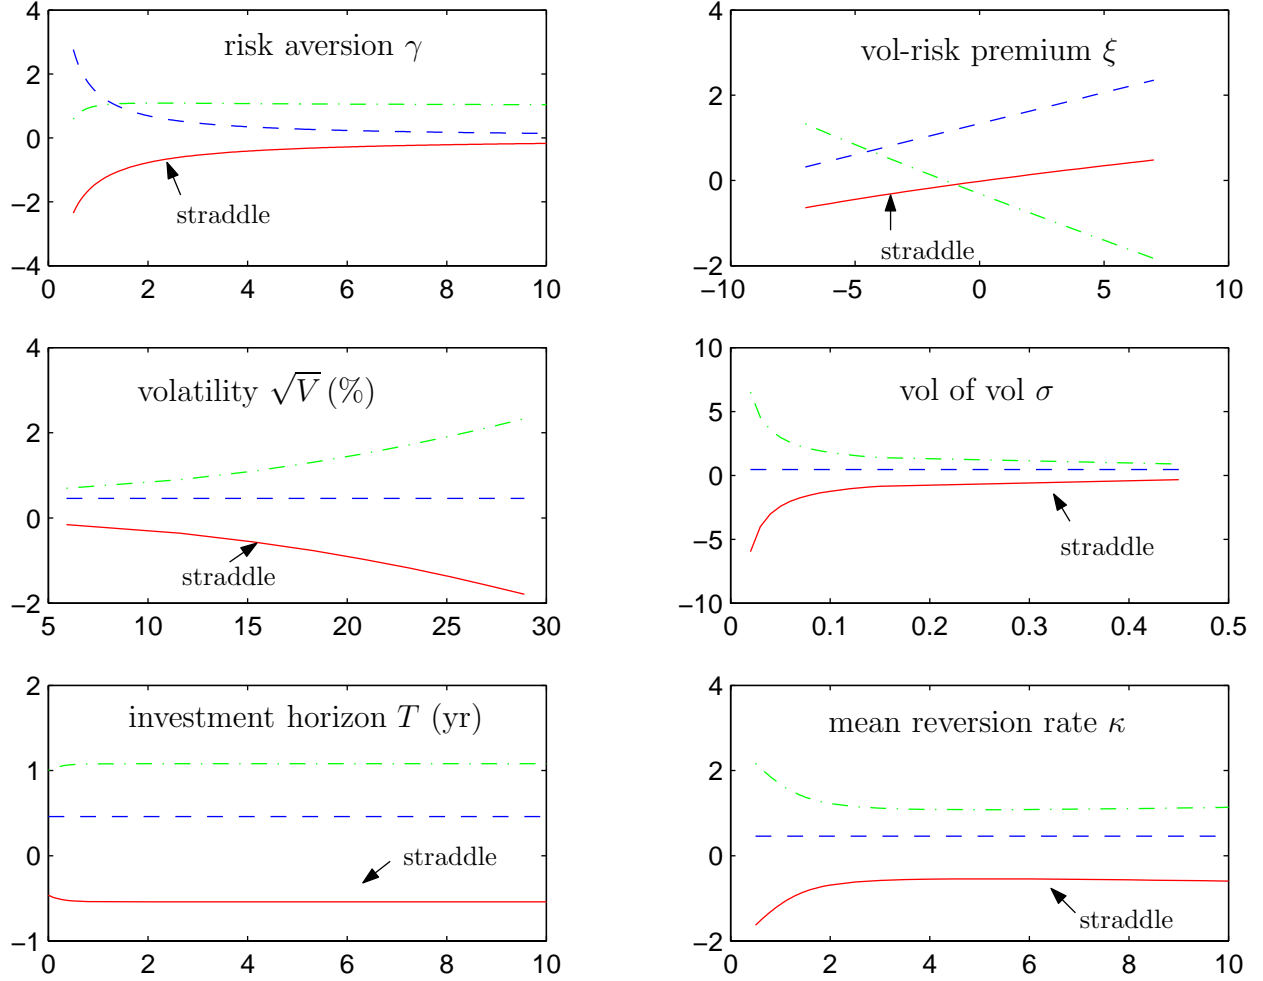 4
2
0
−2
−4
0 2 4 6 8 10
risk aversion γ
straddle
4
2
0
−2
−10 −5 0 5 10
vol-risk premium ξ
straddle
4
2
0
−2
5 10 15 20 25 30
volatility √V (%)
straddle
10
5
0
−5
−10
0 0.1 0.2 0.3 0.4 0.5
vol of vol σ
straddle
2
1
0
−1
0 2 4 6 8 10
investment horizon T (yr)
straddle
4
2
0
−2
0 2 4 6 8 10
mean reversion rate κ
straddle